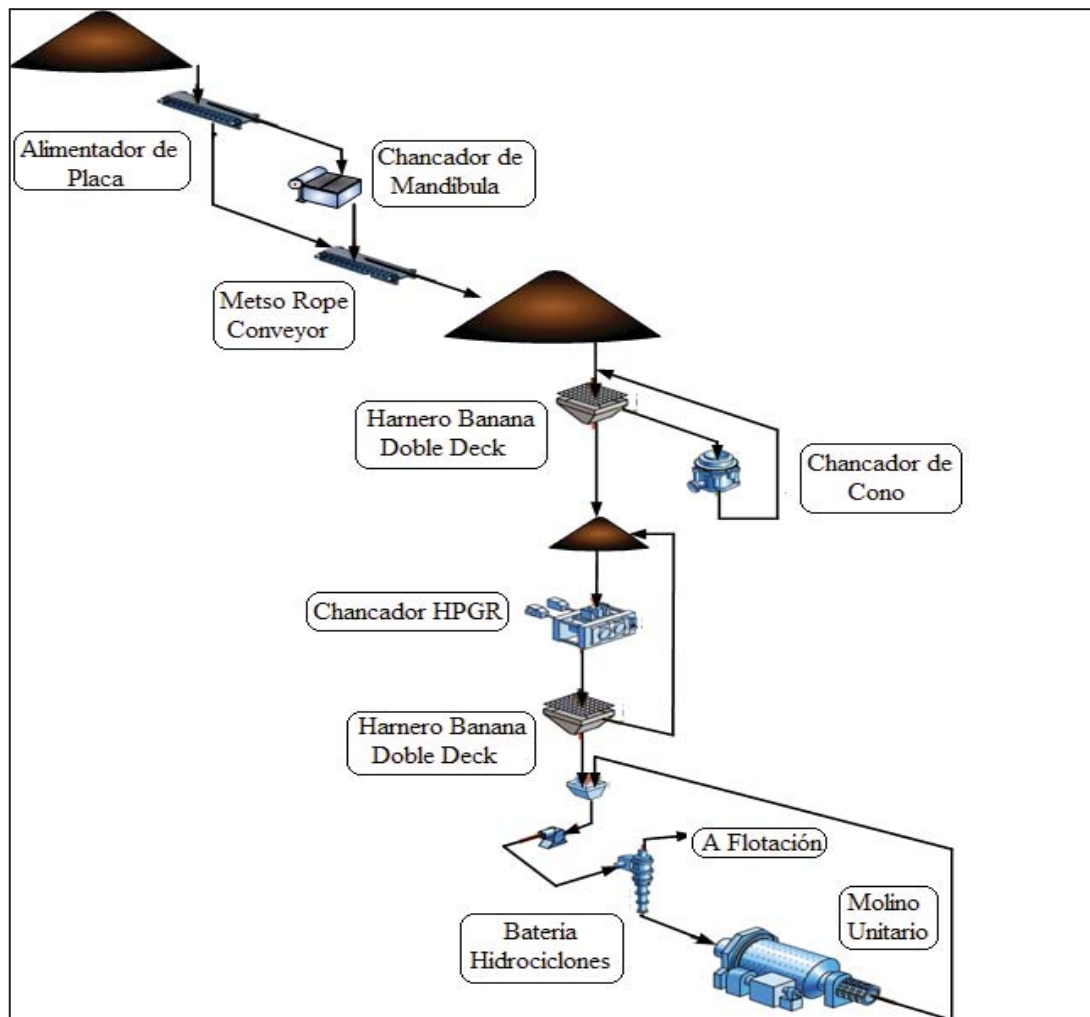 Alimentador de
Placa
Chancador de
Mandíbula
Metso Rope
Conveyor
Harnero Banana
Doble Deck
Chancador de
Cono
Chancador HPGR
Harnero Banana
Doble Deck
A Flotación
Bateria
Hidrociclones
Molino
Unitario